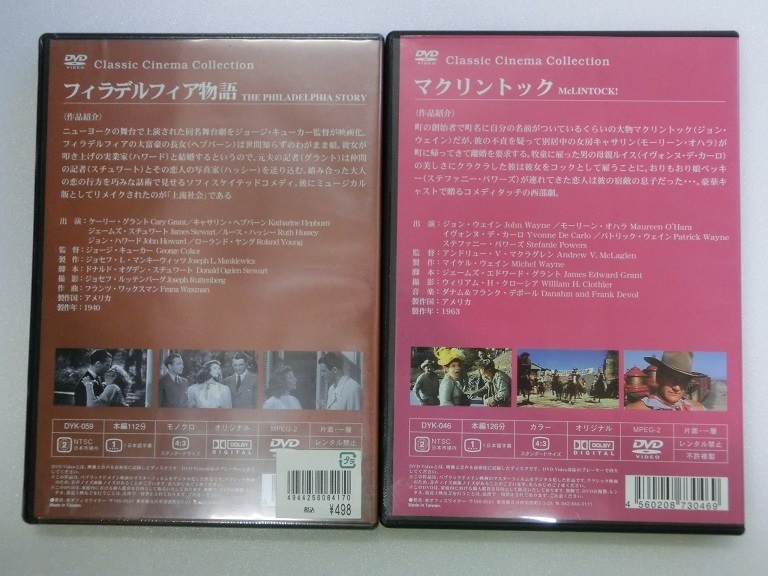 DVD VIDEO
Classic Cinema Collection
フィラデルフィア物語 THE PHILADELPHIA STORY
〈作品紹介〉
ニューヨークの舞台で上演された同名舞台劇をジョージ・キューカー監督が映画化。
フィラデルフィアの大富豪の長女(ヘプバーン)は世間知らずのわがまま娘。彼女が
叩き上げの実業家(ハワード)と結婚するというので、元夫の記者(グラント)は仲間
の記者(スチュワート)とその恋人の写真家(ハッシー)を送り込む。絡み合った大人
の恋の行方を巧みな話術で見せるソフィスケイテッドコメディ。後にミュージカル
版としてリメイクされたのが「上流社会」である
出 演:ケーリー・グラント Cary Grant/キャサリン・ヘプバーン Katharine Hepborn
ジェームズ・スチュワート James Stewart/ルース・ハッシー Ruth Hussey
ジョン・ハワード John Howard/ローランド・ヤング Roland Young
監 督:ジョージ・キューカー George Cukor
製 作:ジョセフ・L・マンキーウィッツ Joseph L. Mankiewicz
脚 本:ドナルド・オグデン・スチュワート Donald Ogden Stewart
撮 影:ジョセフ・ルッテンバーグ Joseph Ruttenberg
作 曲:フランツ・ワックスマン Franz Waxman
製作国:アメリカ
製作年:1940
DYK-059 本編112分 モノクロ オリジナル MPEG-2 片面・一層
2 NTSC 日本市場内 1 日本語字幕 4:3 スタンダードサイズ DOLBY DIGITAL DVD VIDEO レンタル禁止
4944256084170
税込 ¥498
Made in Taiwan.
DVD VIDEO
Classic Cinema Collection
マクリントック McLINTOCK!
〈作品紹介〉
町の創始者で町名に自分の名前がついているくらいの大物マクリントック(ジョン・
ウェイン)だが、彼の不貞を疑って別居中の女房キャサリン(モーリーン・オハラ)が
町に帰ってきて離婚を要求する。牧童に雇った男の母親ルイス(イヴォンヌ・デ・カーロ)
の美しさにクラクラした彼は彼女をコックとして雇うことに。おりもおり娘ベッ
キー(ステファニー・パワーズ)が連れてきた恋人は彼の宿敵の息子だった・・・。豪華キ
ャストで贈るコメディタッチの西部劇。
出 演:ジョン・ウェイン John Wayne/モーリーン・オハラ Maureen O'Hara
イヴォンヌ・デ・カーロ Yvonne De Carlo/パトリック・ウェイン Patrick Wayne
ステファニー・パワーズ Stefanie Powers
監 督:アンドリュー・V・マクラグレン Andrew V. McLaglen
製 作:マイケル・ウェイン Michel Wayne
脚 本:ジェームズ・エドワード・グラント James Edward Grant
撮 影:ウィリアム・H・クローシア William H. Clothier
音 楽:ダナム&フランク・デボール Danahm and Frank Devol
製作国:アメリカ
製作年:1963
DYK-046 本編126分 カラー オリジナル MPEG-2 片面・一層
2 NTSC 日本市場内 1 日本語字幕 4:3 スタンダードサイズ DOLBY DIGITAL DVD VIDEO レンタル禁止
不許複製
4 560208 730469
Made in Taiwan.